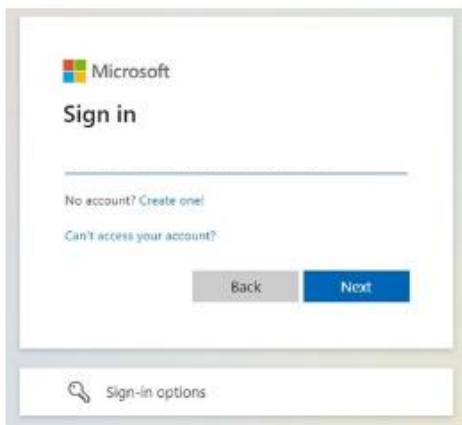 Microsoft
Sign in
No account? Create one!
Can't access your account?
Back Next
Sign-in options